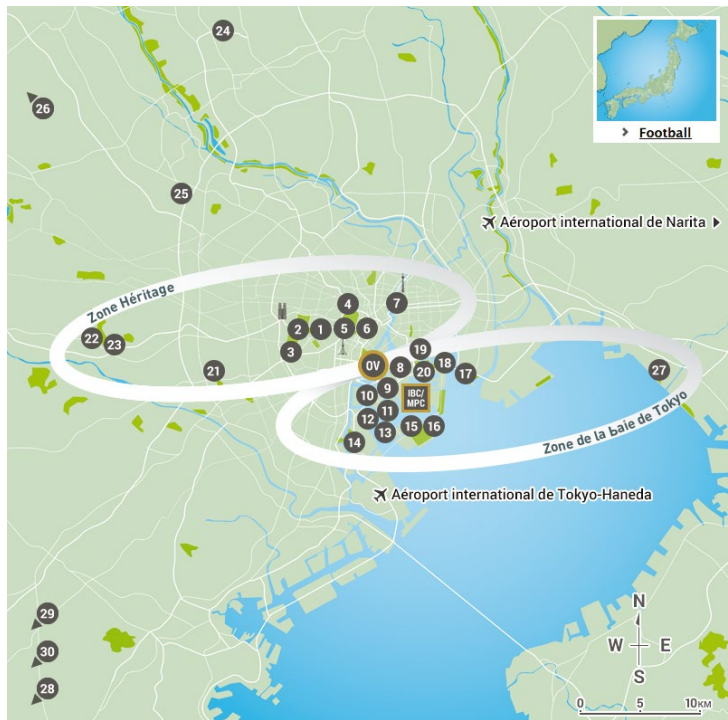 24
26
> Football
25
Aéroport international de Narita
Zone Héritage
4
7
2
1
5
6
3
22
23
21
19
OV
8
20
18
17
27
10
9
IBC/
MPC
11
12
13
15
16
14
Zone de la baie de Tokyo
Aéroport international de Tokyo-Haneda
29
30
28
N
W
E
S
0
5
10KM